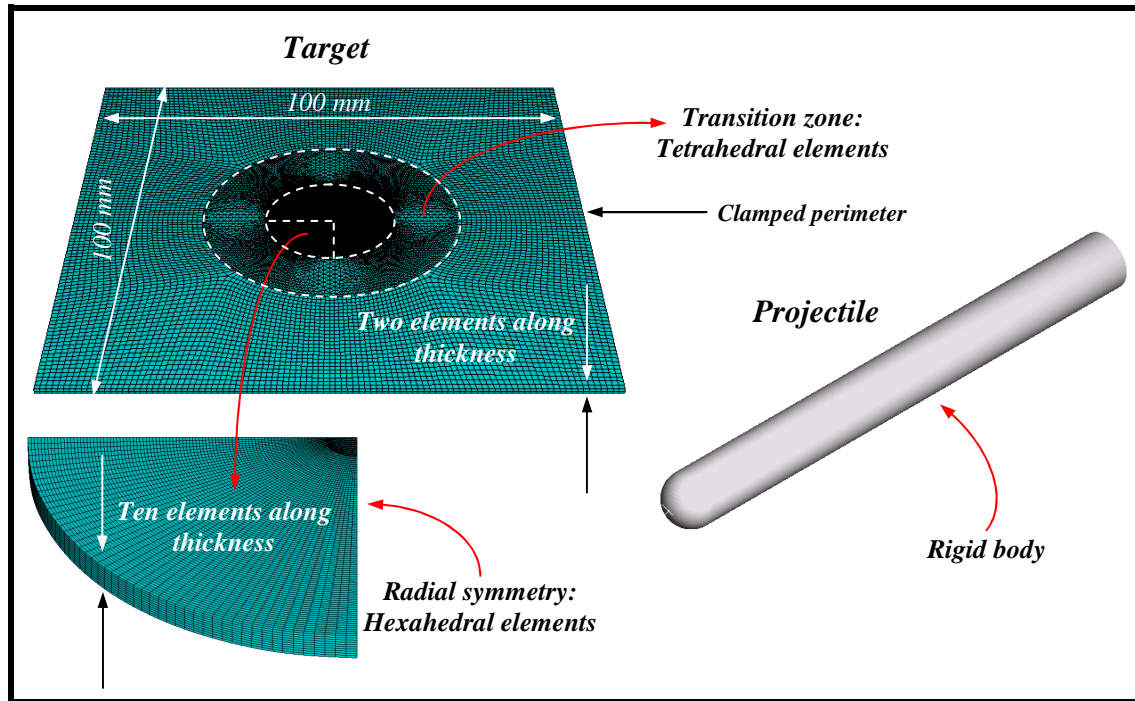 Target
100 mm
100 mm
Transition zone:
Tetrahedral elements
Clamped perimeter
Two elements along
thickness
Projectile
Ten elements along
thickness
Radial symmetry:
Hexahedral elements
Rigid body